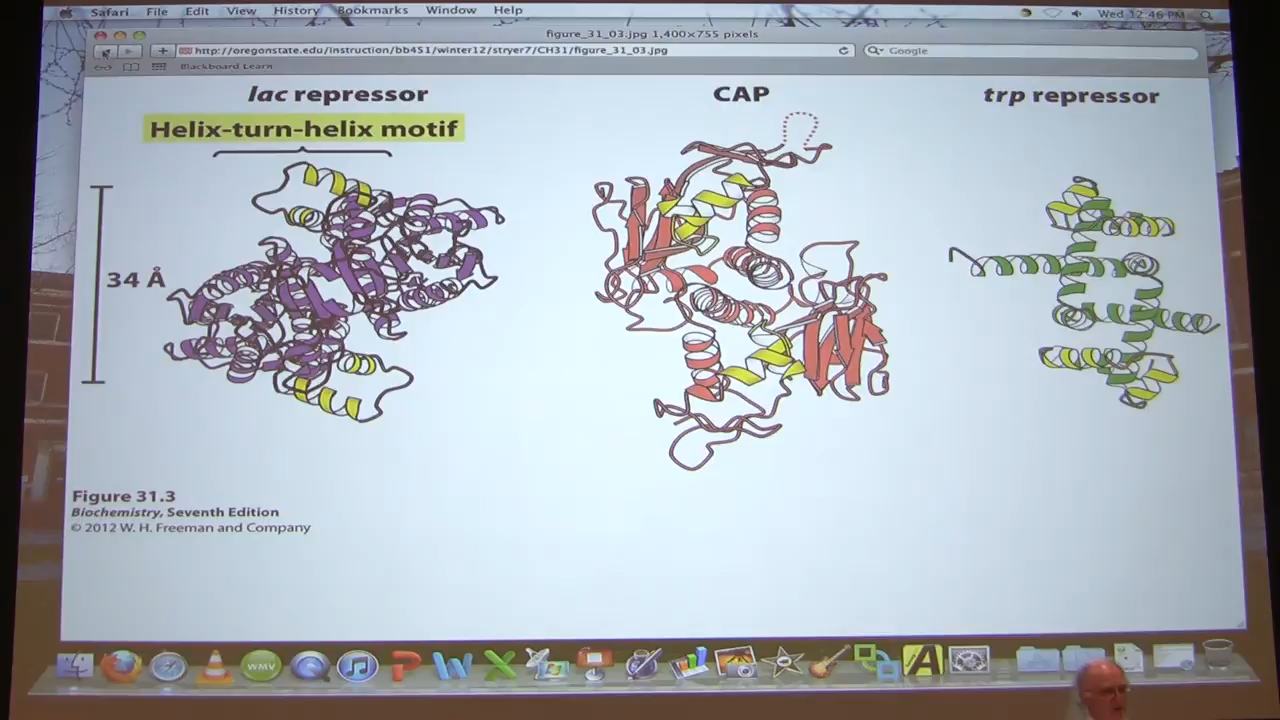 Safari File Edit View History Bookmarks Window Help Wed 12:46 PM
figure_31_03.jpg 1,400×755 pixels
http://oregonstate.edu/instruction/bb451/winter12/stryer7/CH31/figure_31_03.jpg Google
Blackboard Learn
lac repressor CAP trp repressor
Helix-turn-helix motif
34 Å
Figure 31.3
Biochemistry, Seventh Edition
© 2012 W. H. Freeman and Company
WMV